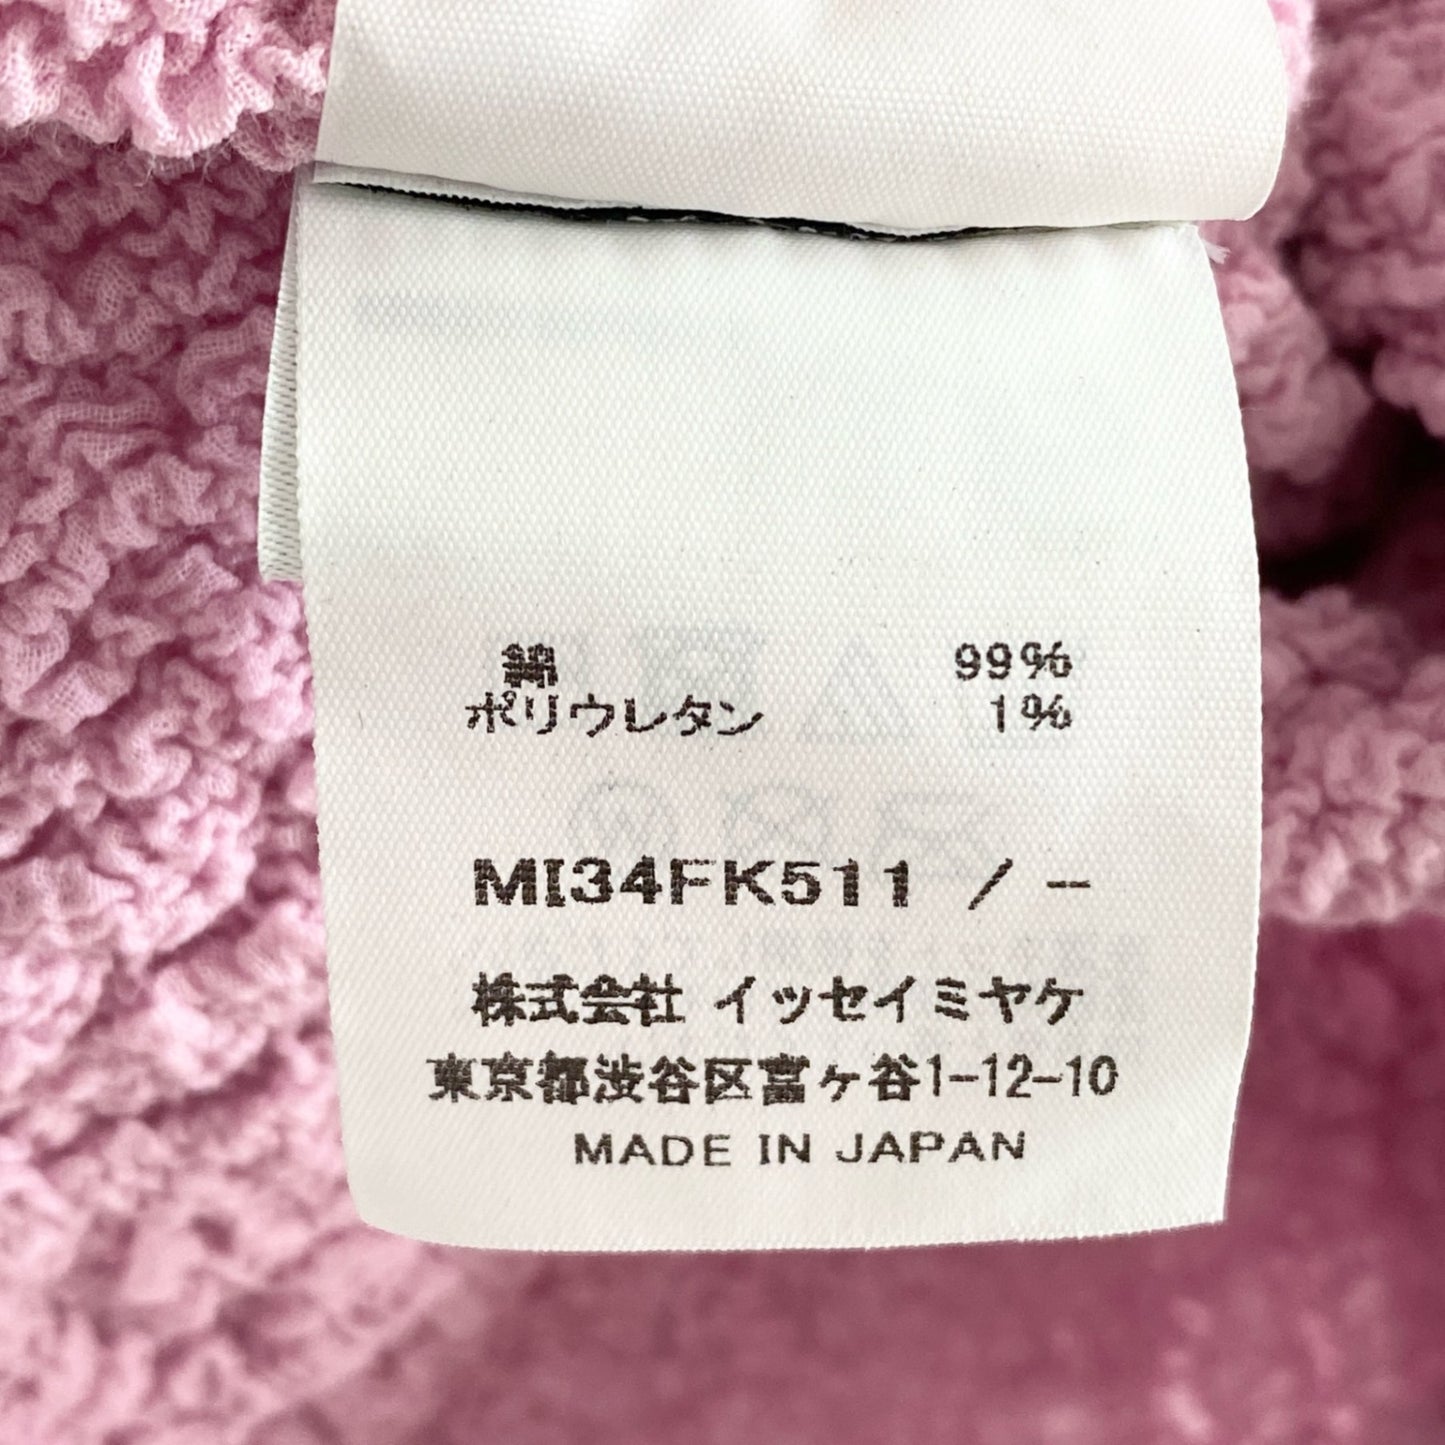 綿 99%
ポリウレタン 1%
MI34FK511 / --
株式会社 イッセイミヤケ
東京都渋谷区富ヶ谷1-12-10
MADE IN JAPAN